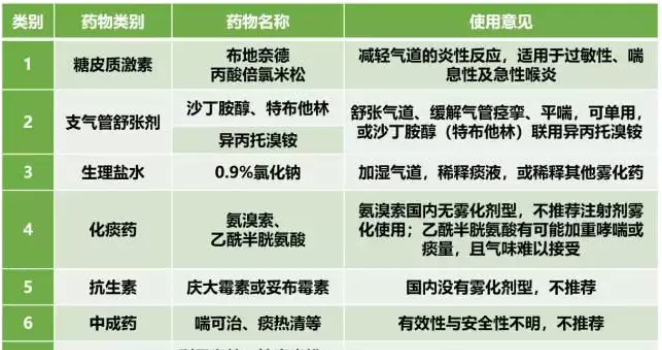 类别 药物类别 药物名称 使用意见
1 糖皮质激素 布地奈德
丙酸倍氯米松 减轻气道的炎性反应，适用于过敏性、喘
息性及急性喉炎
2 支气管舒张剂 沙丁胺醇、特布他林
异丙托溴铵 舒张气道、缓解气管痉挛、平喘，可单用，
或沙丁胺醇（特布他林）联用异丙托溴铵
3 生理盐水 0.9%氯化钠 加湿气道，稀释痰液，或稀释其他雾化药
4 化痰药 氨溴索、
乙酰半胱氨酸 氨溴索国内无雾化剂型，不推荐注射剂雾
化使用；乙酰半胱氨酸有可能加重哮喘或
痰量，且气味难以接受
5 抗生素 庆大霉素或妥布霉素 国内没有雾化剂型，不推荐
6 中成药 喘可治、痰热清等 有效性与安全性不明，不推荐